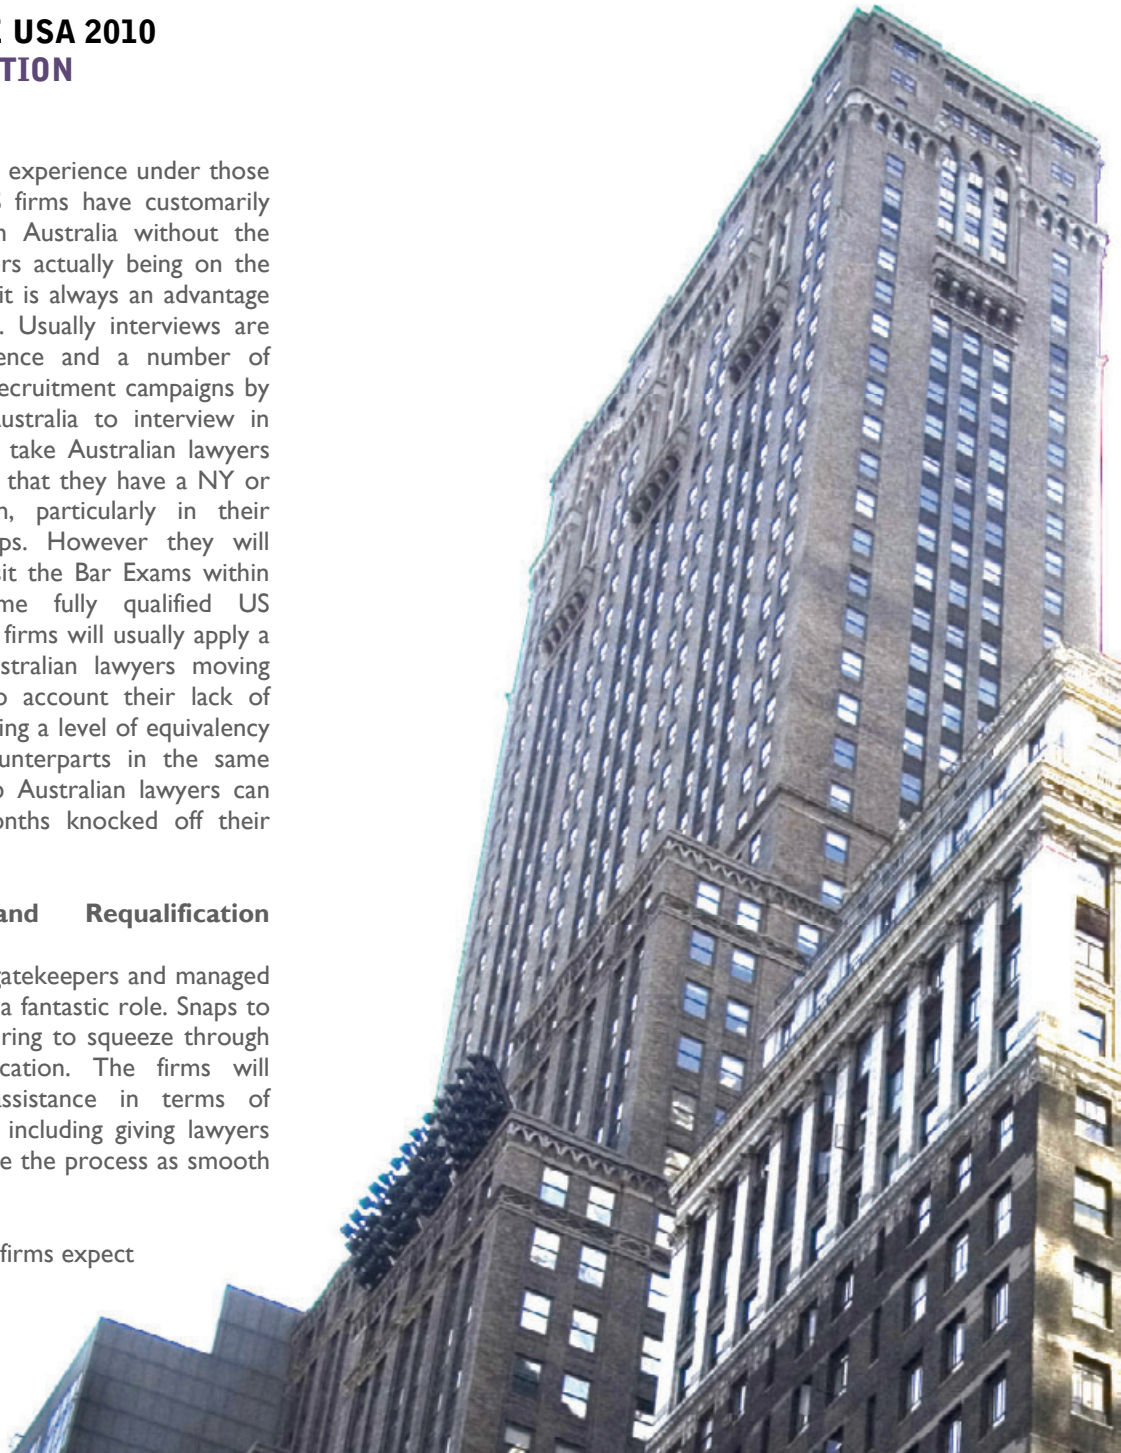 USA 2010
TION
experience under those
firms have customarily
Australia without the
rs actually being on the
it is always an advantage
. Usually interviews are
ence and a number of
ecruitment campaigns by
ustralia to interview in
take Australian lawyers
that they have a NY or
n, particularly in their
ps. However they will
sit the Bar Exams within
me fully qualified US
firms will usually apply a
stralian lawyers moving
o account their lack of
ing a level of equivalency
unterparts in the same
o Australian lawyers can
onths knocked off their
and Requalification
gatekeepers and managed
a fantastic role. Snaps to
ring to squeeze through
ication. The firms will
assistance in terms of
including giving lawyers
e the process as smooth
firms expect